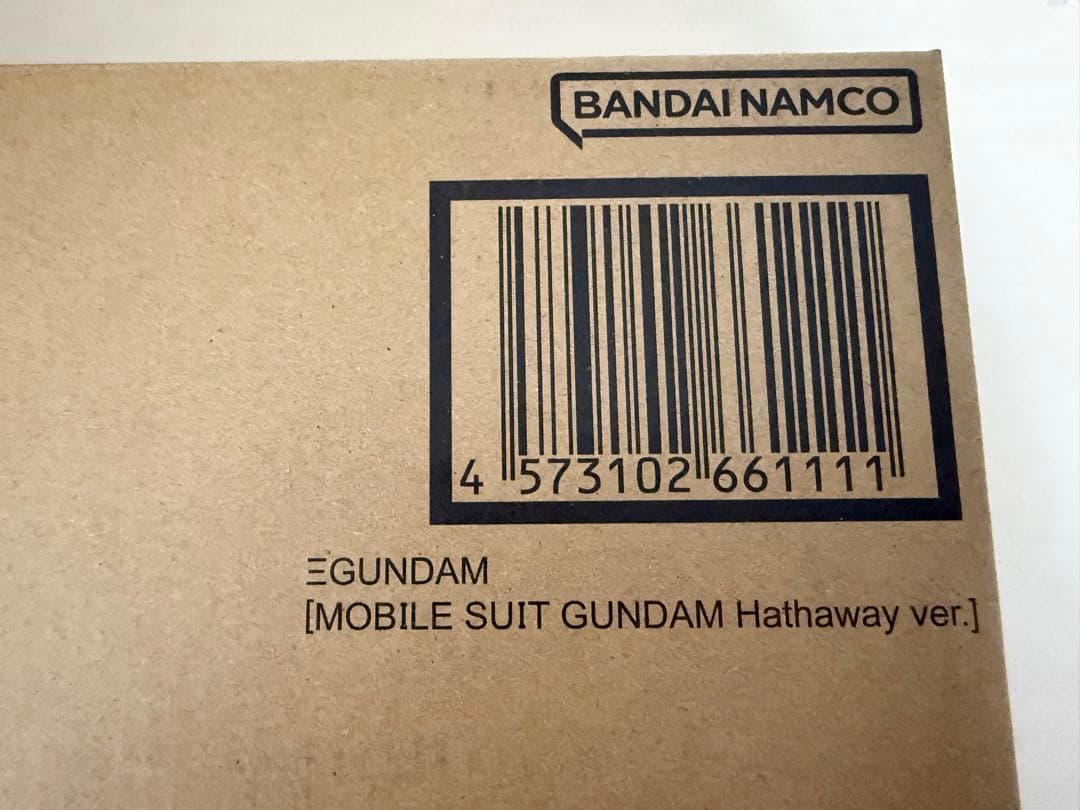 BANDAI NAMCO
4 573102 661111
ΞGUNDAM
[MOBILE SUIT GUNDAM Hathaway ver.]